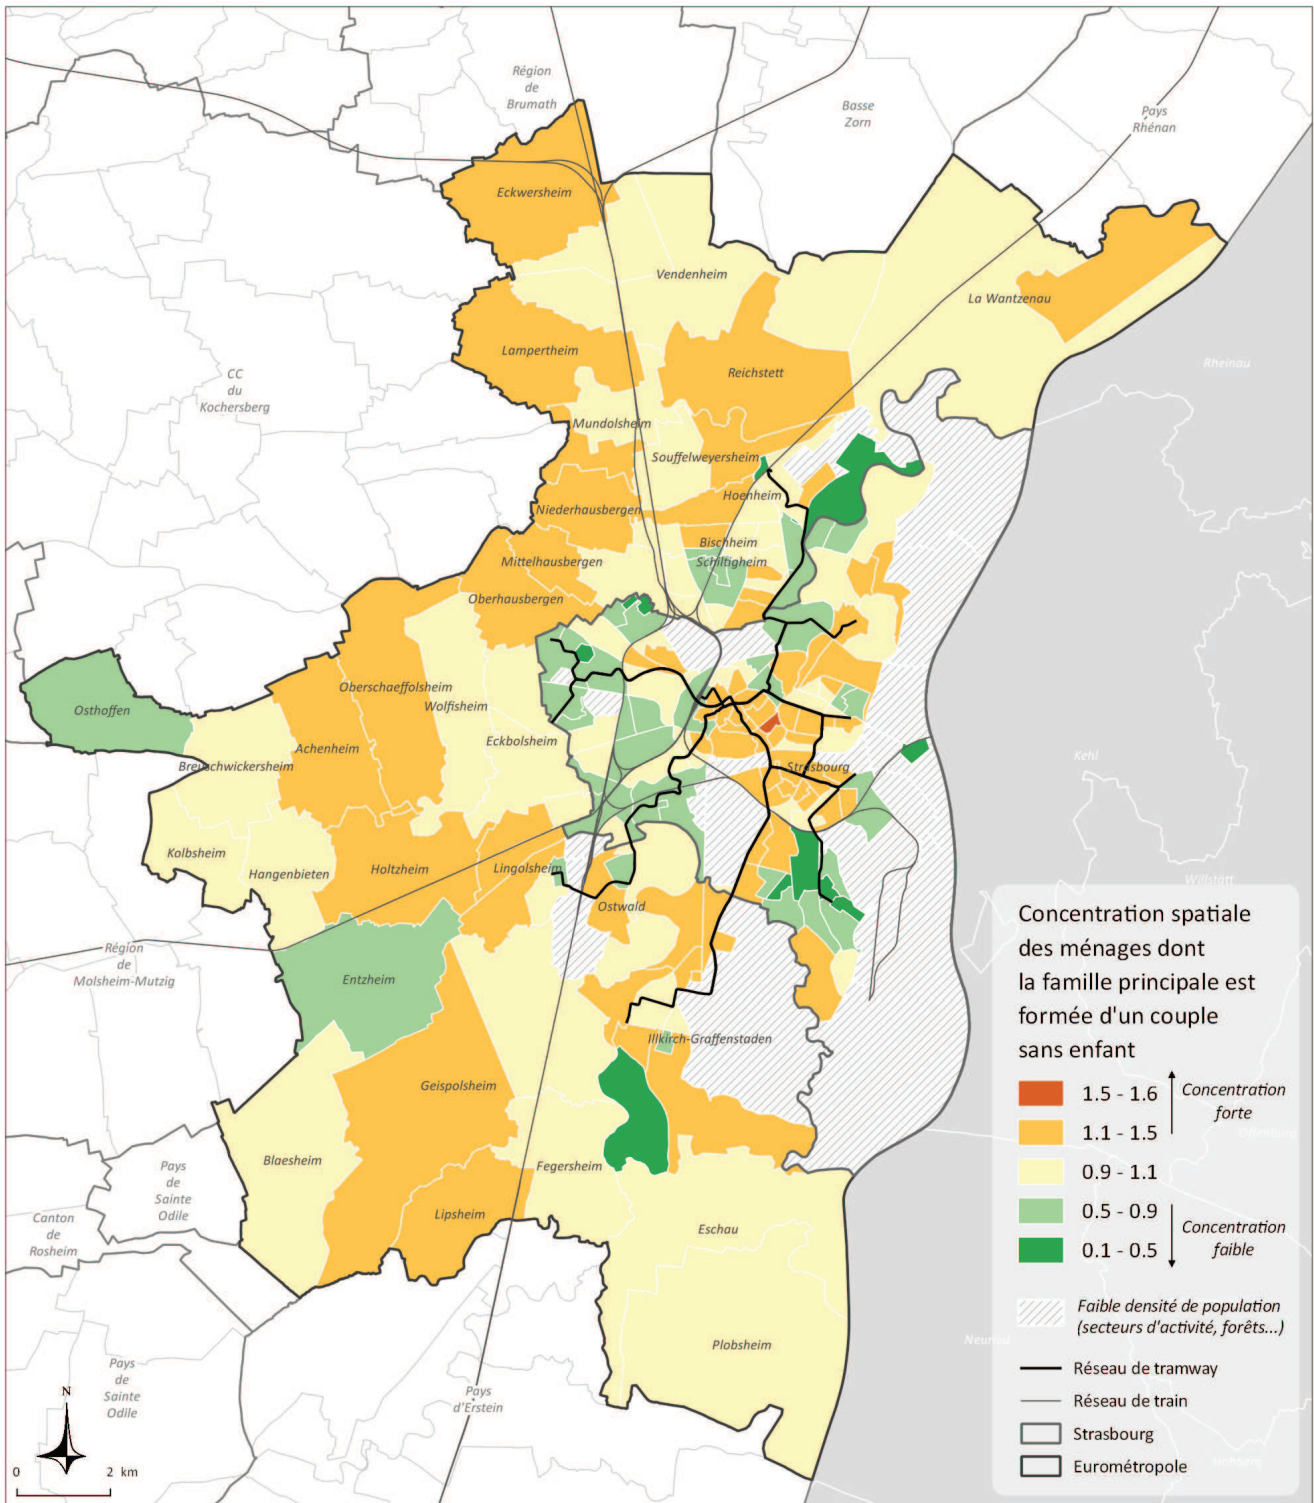 Région
de
Brumath
Basse
Zorn
Pays
Rhénan
Eckwersheim
Vendenheim
La Wantzenau
Lampertheim
Reichstett
Rheinau
CC
du
Kochersberg
Mundolsheim
Souffelweyersheim
Hoenheim
Niederhausbergen
Bischheim
Schiltigheim
Mittelhausbergen
Oberhausbergen
Oberschaeffolsheim
Wolfisheim
Osthoffen
Achenheim
Eckbolsheim
Breuschwickersheim
Strasbourg
Kehl
Kolbsheim
Hangenbieten
Holtzheim
Lingolsheim
Willstätt
Ostwald
Région
de
Molsheim-Mutzig
Entzheim
Illkirch-Graffenstaden
Geispolsheim
Blaesheim
Fegersheim
Pays
de
Sainte
Odile
Canton
de
Rosheim
Lipsheim
Eschau
Plobsheim
Pays
de
Sainte
Odile
Pays
d'Erstein
Offenburg
Concentration spatiale
des ménages dont
la famille principale est
formée d'un couple
sans enfant
1.5 - 1.6
1.1 - 1.5
0.9 - 1.1
0.5 - 0.9
0.1 - 0.5
Concentration
forte
Concentration
faible
Faible densité de population
(secteurs d'activité, forêts...)
Réseau de tramway
Réseau de train
Strasbourg
Eurométropole
N
0 2 km